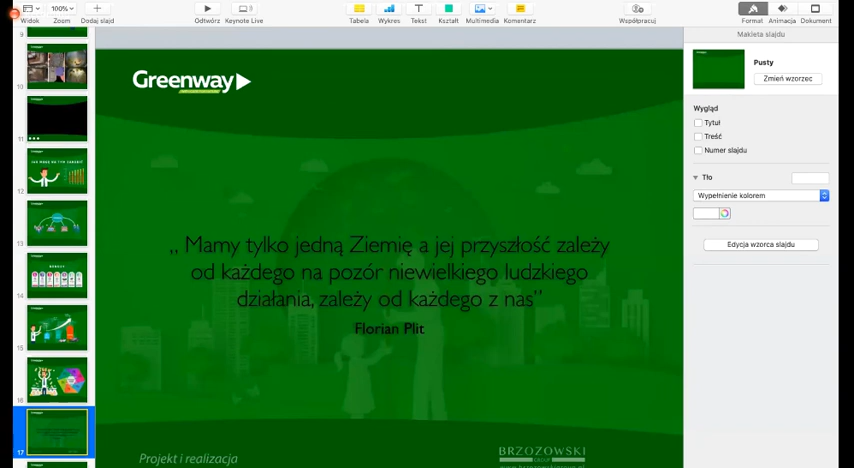 Widok
100%
Zoom
Dodaj slajd
Odtwórz
Keynote Live
Tabela
Wykres
Tekst
Kształt
Multimedia
Komentarz
Współpracuj
Format
Animacja
Dokument
9
10
11
12
13
14
15
16
17
Greenway
„ Mamy tylko jedną Ziemię a jej przyszłość zależy
od każdego na pozór niewielkiego ludzkiego
działania, zależy od każdego z nas”
Florian Plit
Projekt i realizacja
BRZOZOWSKI
Makieta slajdu
Pusty
Zmień wzorzec
Wygląd
Tytuł
Treść
Numer slajdu
Tło
Wypełnienie kolorem
Edycja wzorca slajdu